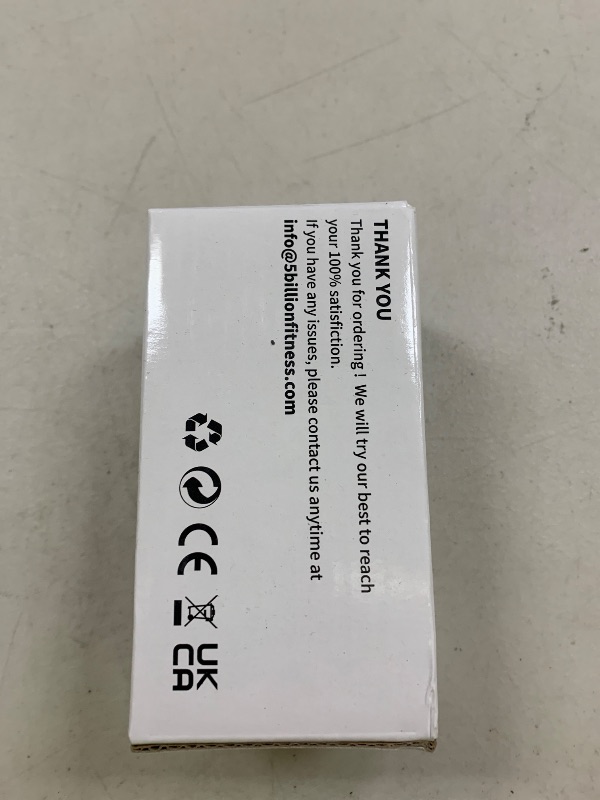 THANK YOU
Thank you for ordering! We will try our best to reach
your 100% satisfiction.
If you have any issues, please contact us anytime at
info@5billionfitness.com
CE
UK
CA